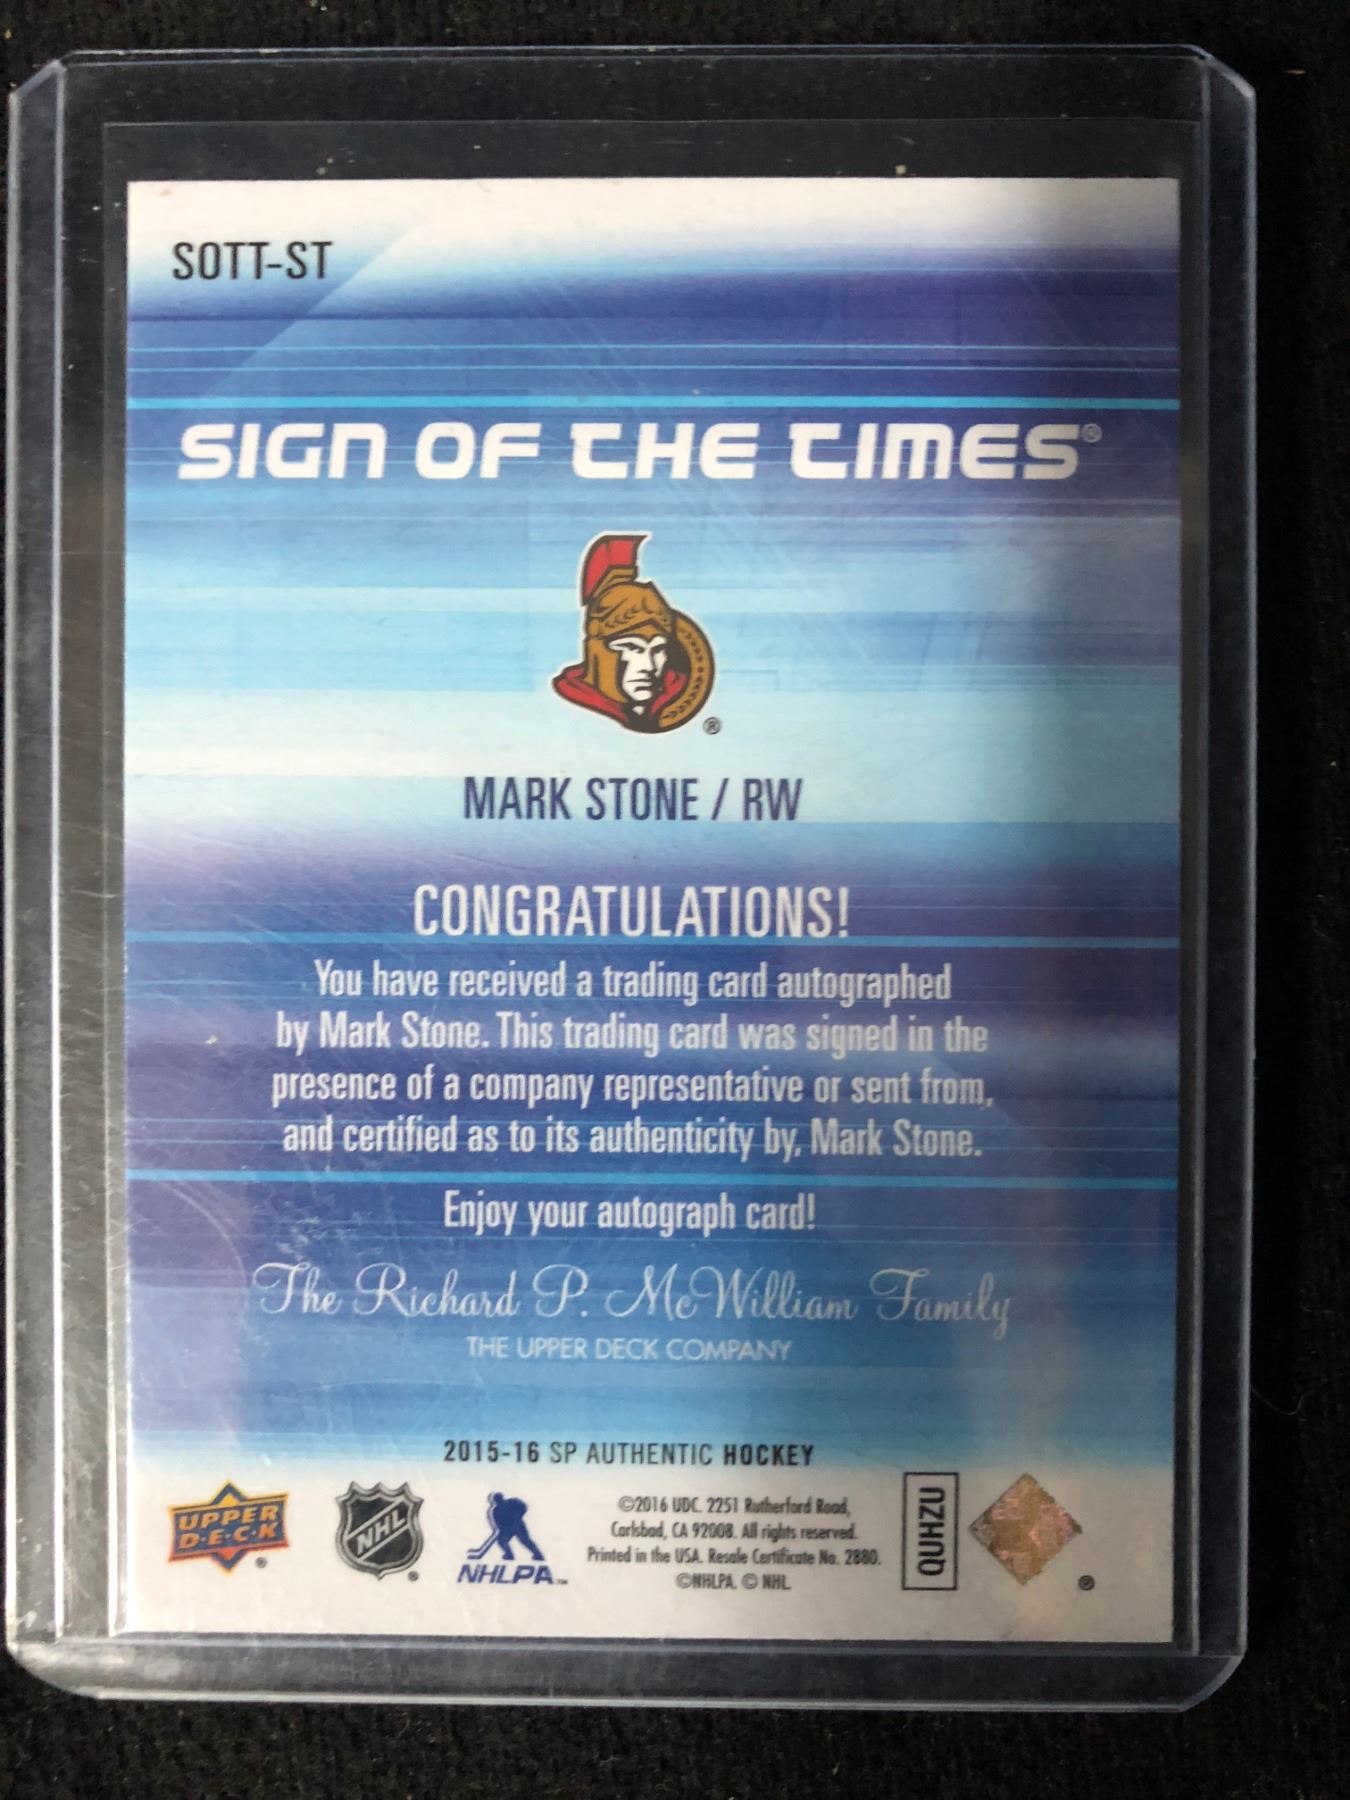 SOTT-ST
SIGN OF THE TIMES®
®
MARK STONE / RW
CONGRATULATIONS!
You have received a trading card autographed
by Mark Stone. This trading card was signed in the
presence of a company representative or sent from,
and certified as to its authenticity by, Mark Stone.
Enjoy your autograph card!
The Richard P. McWilliam Family
THE UPPER DECK COMPANY
2015-16 SP AUTHENTIC HOCKEY
UPPER
D·E·C·K
®
NHL
®
NHLPA™
©2016 UDC. 2251 Rutherford Road,
Carlsbad, CA 92008. All rights reserved.
Printed in the USA. Resale Certificate No. 2880.
©NHLPA. © NHL
QUHZU
®